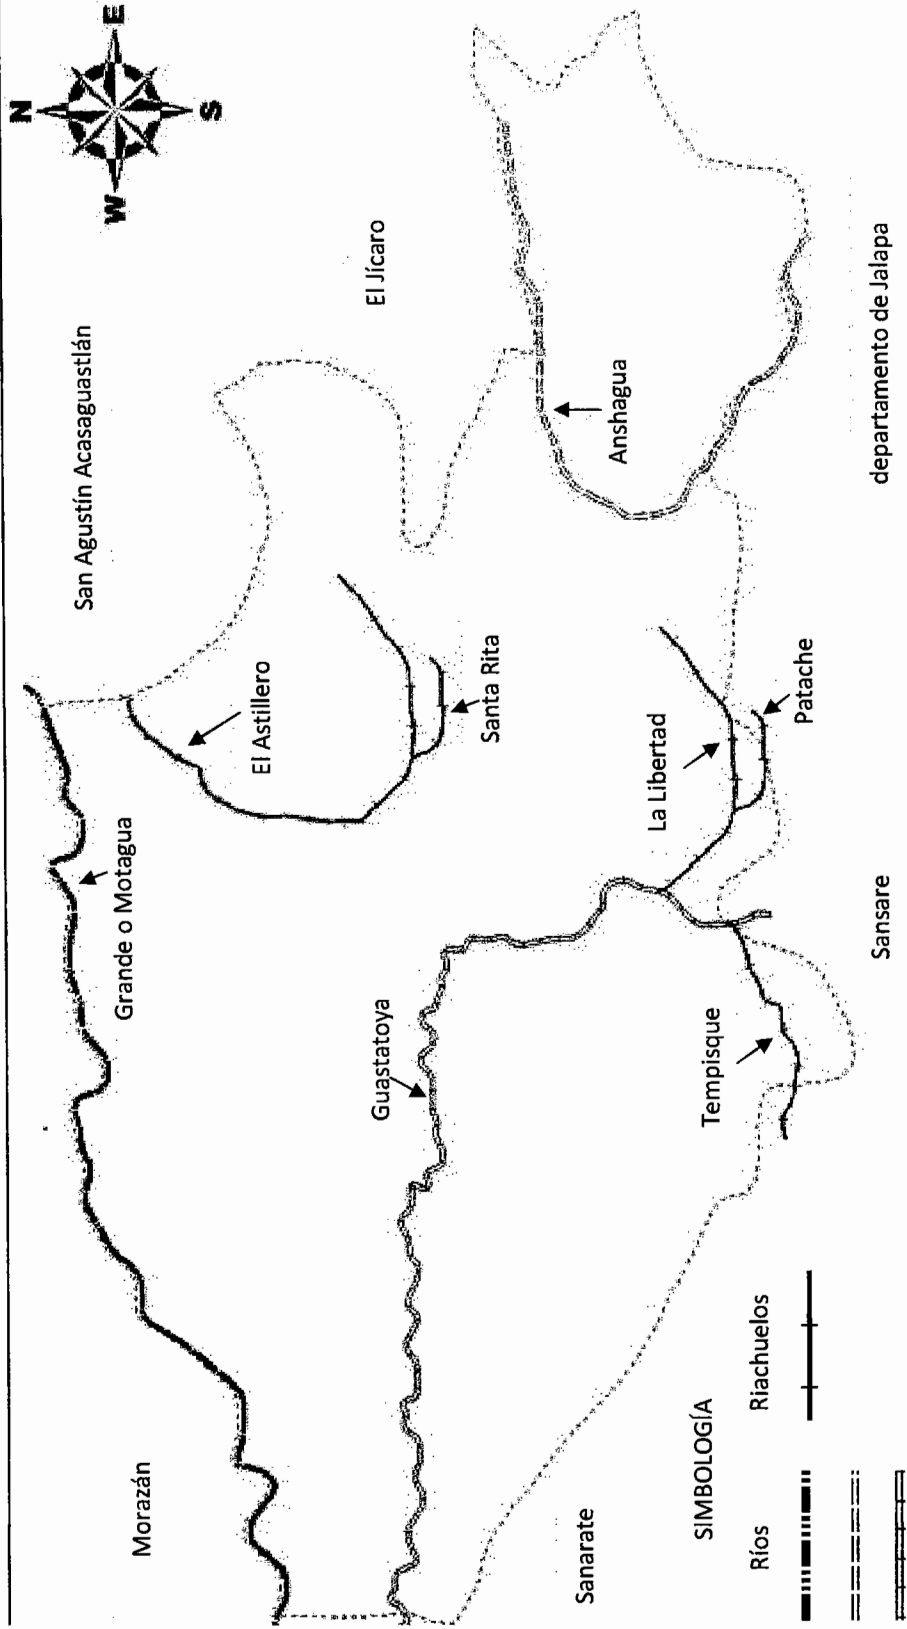 N
E
S
W
San Agustín Acasaguastlán
El Jícaro
Morazán
Grande o Motagua
El Astillero
Santa Rita
Guastatoya
Anshagua
La Libertad
Patache
Tempisque
Sanarate
Sansare
departamento de Jalapa
SIMBOLOGÍA
Ríos
Riachuelos